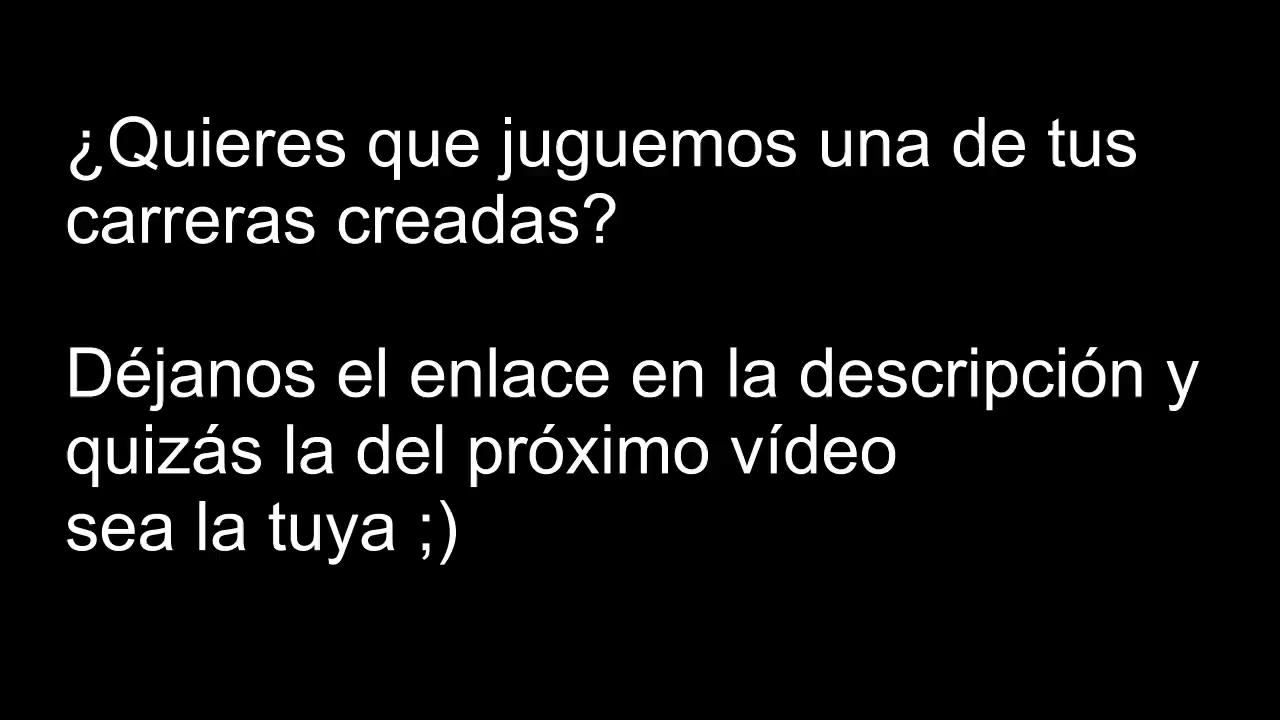 ¿Quieres que juguemos una de tus
carreras creadas?
Déjanos el enlace en la descripción y
quizás la del próximo vídeo
sea la tuya ;)